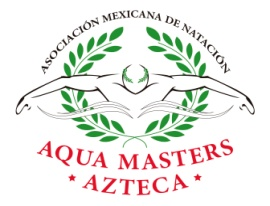 ASOCIACIÓN MEXICANA DE NATACIÓN
AQUA MASTERS
AZTECA